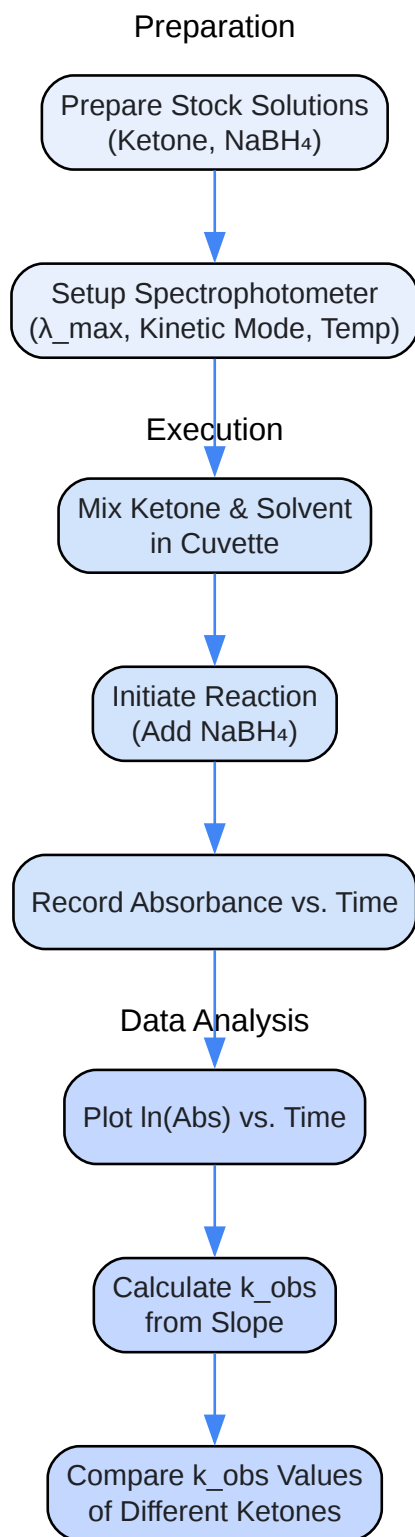 Preparation
Prepare Stock Solutions
(Ketone, NaBH₄)
Setup Spectrophotometer
(λ_max, Kinetic Mode, Temp)
Execution
Mix Ketone & Solvent
in Cuvette
Initiate Reaction
(Add NaBH₄)
Record Absorbance vs. Time
Data Analysis
Plot ln(Abs) vs. Time
Calculate k_obs
from Slope
Compare k_obs Values
of Different Ketones